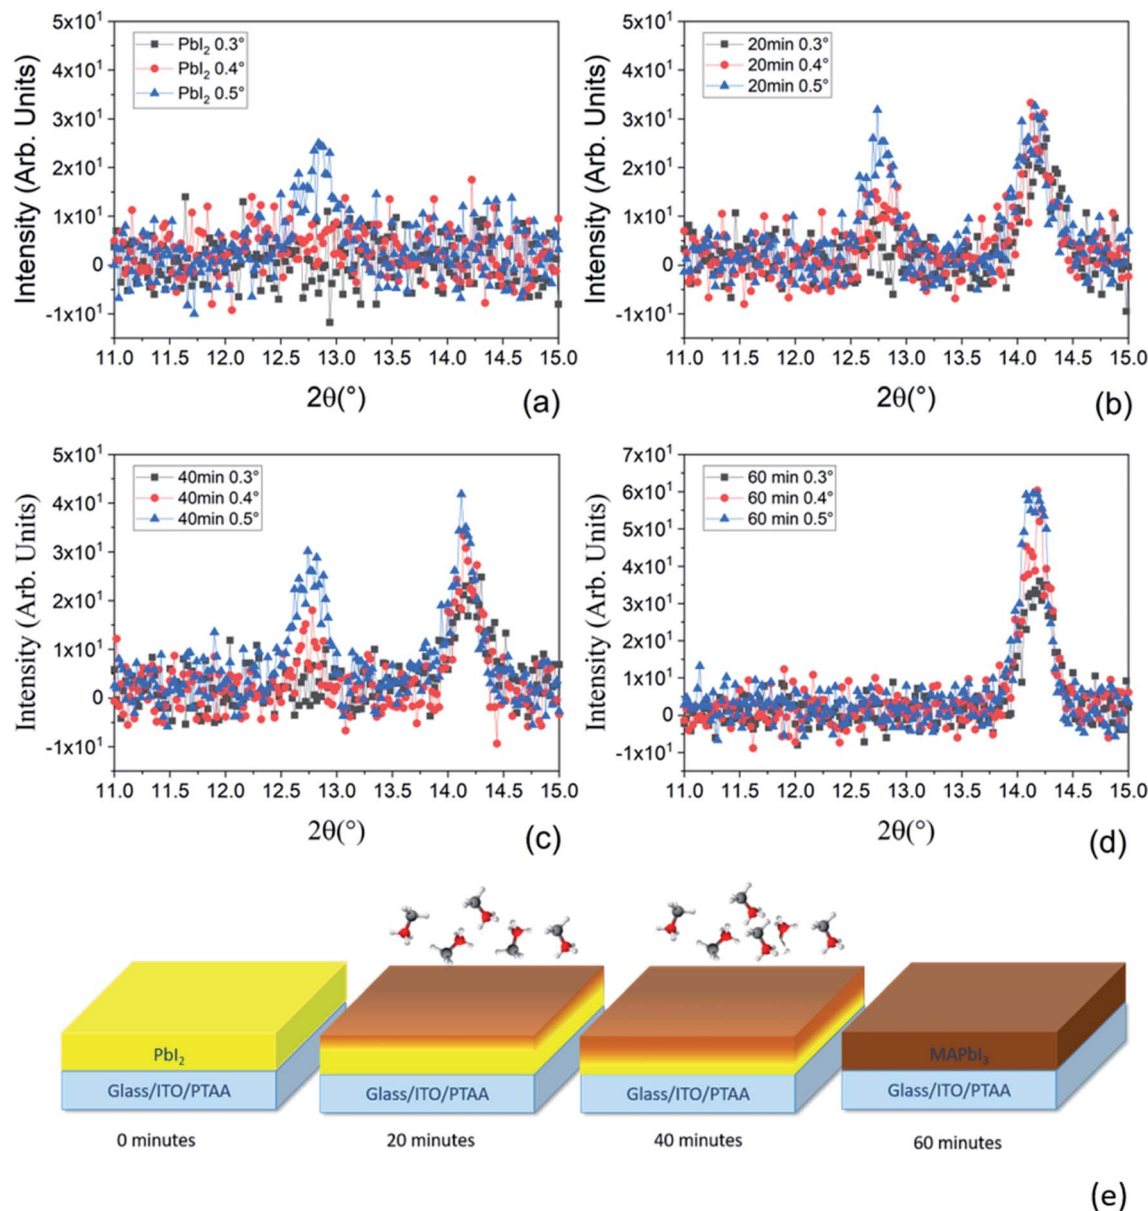 5x10¹
4x10¹
3x10¹
2x10¹
1x10¹
0
-1x10¹
Intensity (Arb. Units)
PbI₂ 0.3°
PbI₂ 0.4°
PbI₂ 0.5°
11.0 11.5 12.0 12.5 13.0 13.5 14.0 14.5 15.0
2θ(°)
(a)
5x10¹
4x10¹
3x10¹
2x10¹
1x10¹
0
-1x10¹
Intensity (Arb. Units)
20min 0.3°
20min 0.4°
20min 0.5°
11.0 11.5 12.0 12.5 13.0 13.5 14.0 14.5 15.0
2θ(°)
(b)
5x10¹
4x10¹
3x10¹
2x10¹
1x10¹
0
-1x10¹
Intensity (Arb. Units)
40min 0.3°
40min 0.4°
40min 0.5°
11.0 11.5 12.0 12.5 13.0 13.5 14.0 14.5 15.0
2θ(°)
(c)
7x10¹
6x10¹
5x10¹
4x10¹
3x10¹
2x10¹
1x10¹
0
-1x10¹
Intensity (Arb. Units)
60 min 0.3°
60 min 0.4°
60 min 0.5°
11.0 11.5 12.0 12.5 13.0 13.5 14.0 14.5 15.0
2θ(°)
(d)
PbI₂
MAPbI₃
Glass/ITO/PTAA
Glass/ITO/PTAA
Glass/ITO/PTAA
Glass/ITO/PTAA
0 minutes
20 minutes
40 minutes
60 minutes
(e)